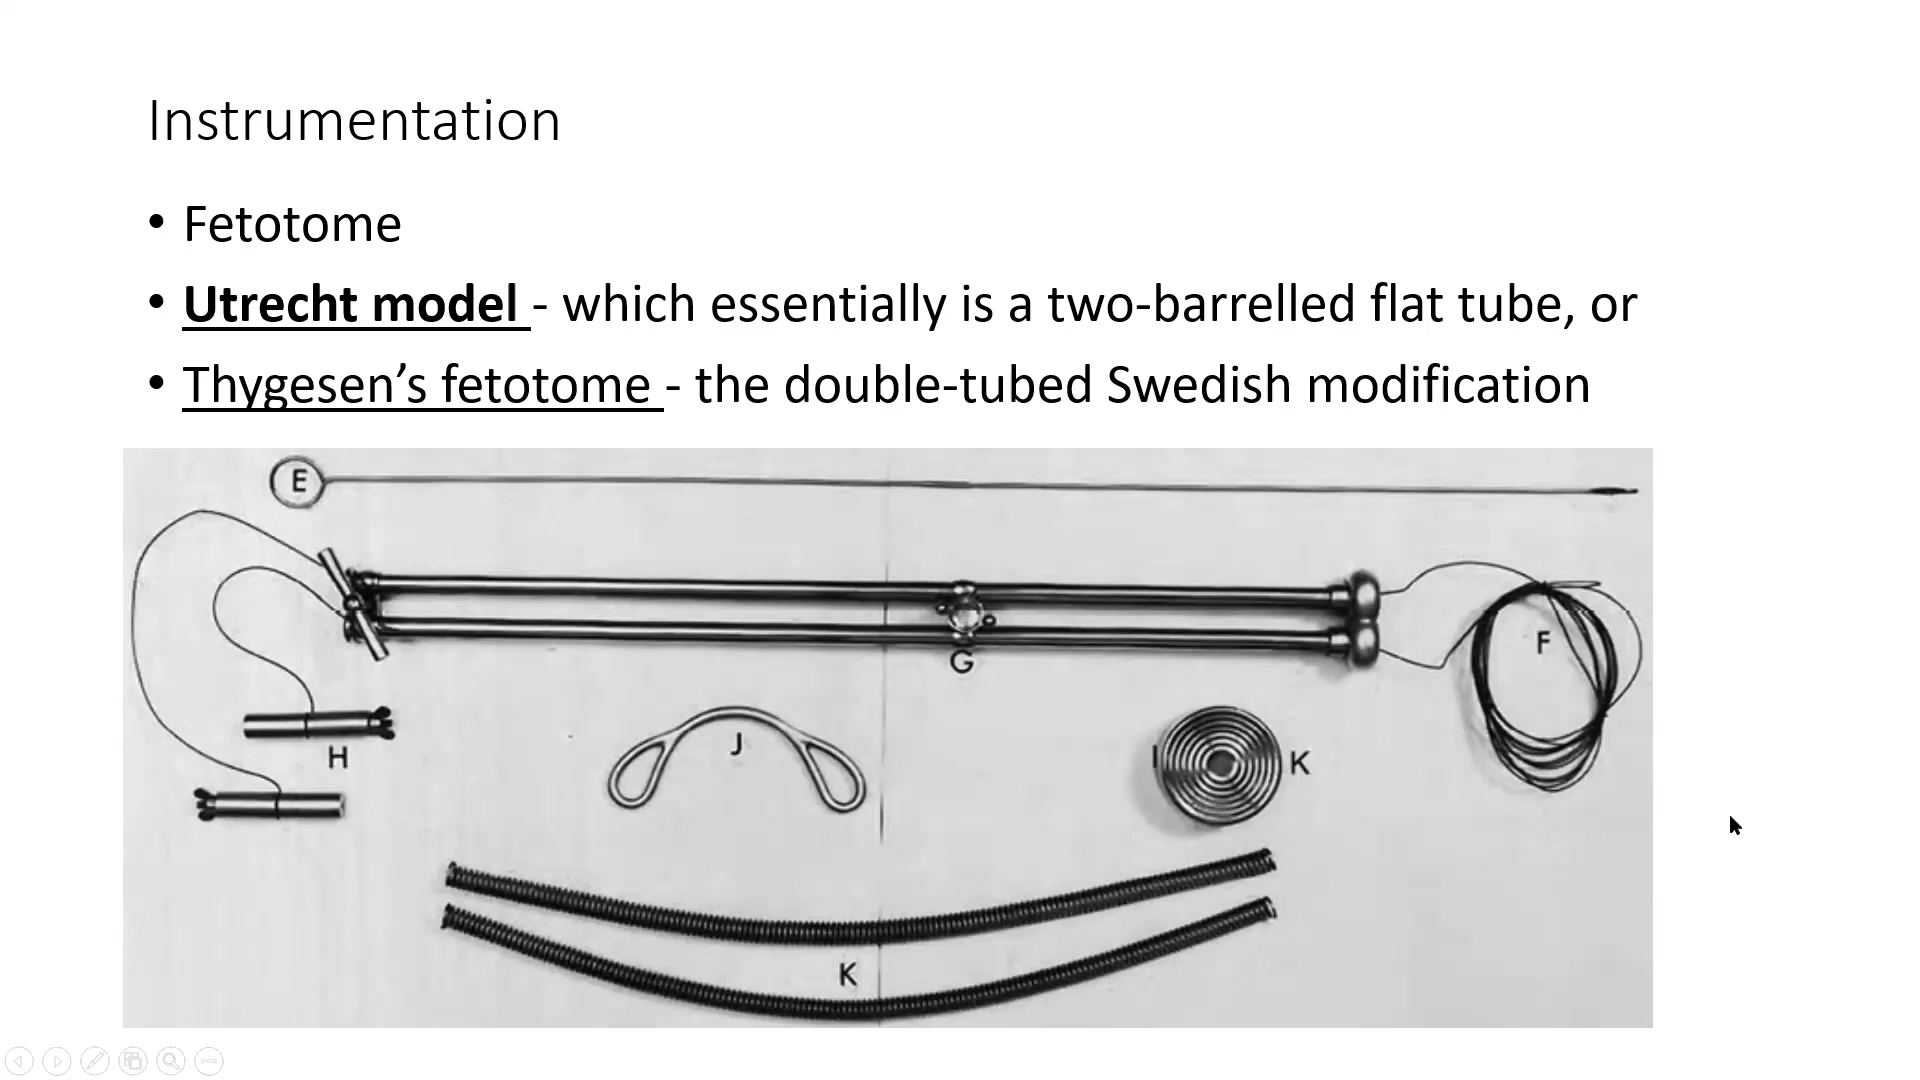 Instrumentation
• Fetotome
• Utrecht model - which essentially is a two-barrelled flat tube, or
• Thygesen’s fetotome - the double-tubed Swedish modification
E
F
G
H
J
I
K
K